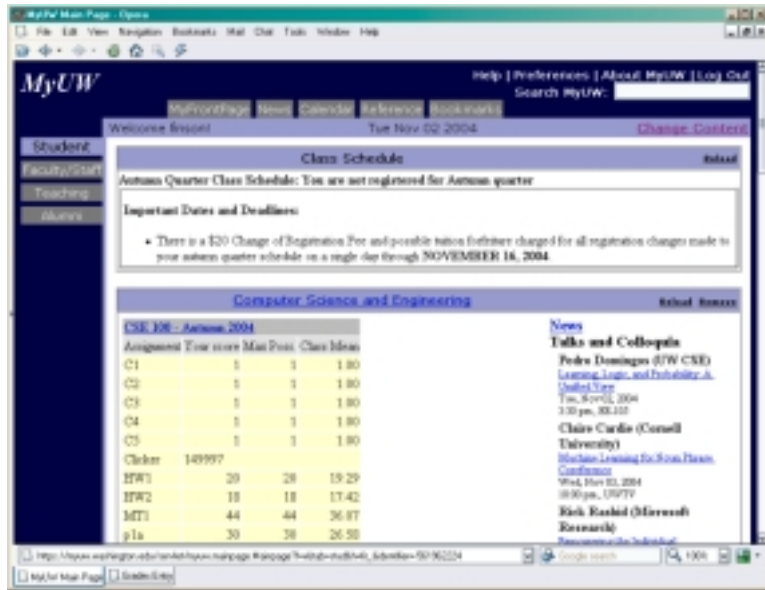 MyUW Main Page - Opera
File Edit View Navigation Bookmarks Mail Chat Tools Window Help
MyUW
Help | Preferences | About MyUW | Log Out
Search MyUW:
MyFrontPage News Calendar Reference Bookmarks
Welcome finson! Tue Nov 02 2004 Change Content
Student
Faculty/Staff
Teaching
Alumni
Class Schedule Reload
Autumn Quarter Class Schedule: You are not registered for Autumn quarter
Important Dates and Deadlines:
• There is a $20 Change of Registration Fee and possible tuition forfeiture charged for all registration changes made to
your autumn quarter schedule on a single day through NOVEMBER 16, 2004
Computer Science and Engineering Reload Remove
CSE 100 - Autumn 2004
Assignment Your score Max Poss. Class Mean
C1 1 1 1.00
C2 1 1 1.00
C3 1 1 1.00
C4 1 1 1.00
C5 1 1 1.00
Clicker 149997
HW1 20 20 19.29
HW2 18 18 17.42
MT1 44 44 36.87
p1a 30 30 26.50
News
Talks and Colloquia
Pedro Domingos (UW CSE)
Learning, Logic, and Probability: A
Unified View
Tue, Nov 02, 2004
3:30 pm,
Claire Cardie (Cornell
University)
Machine Learning for Noun Phrase
Coreference
Wed, Nov 03, 2004
10:00 pm, UWTV
Rick Rashid (Microsoft
Research)
Google search 100%
MyUW Main Page Grades Entry